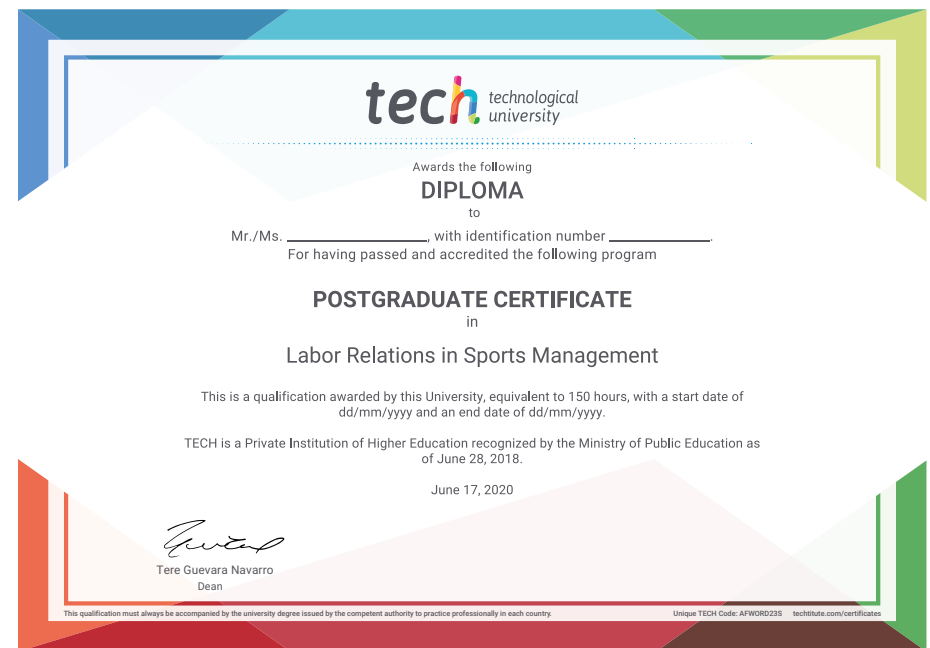 tech technological
university
Awards the following
DIPLOMA
to
Mr./Ms. ____________________, with identification number ______________.
For having passed and accredited the following program
POSTGRADUATE CERTIFICATE
in
Labor Relations in Sports Management
This is a qualification awarded by this University, equivalent to 150 hours, with a start date of
dd/mm/yyyy and an end date of dd/mm/yyyy.
TECH is a Private Institution of Higher Education recognized by the Ministry of Public Education as
of June 28, 2018.
June 17, 2020
Tere Guevara Navarro
Dean
This qualification must always be accompanied by the university degree issued by the competent authority to practice professionally in each country. Unique TECH Code: AFWORD23S techtitute.com/certificates